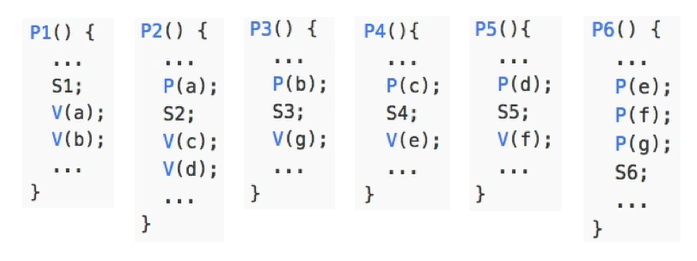 P1() {
...
S1;
V(a);
V(b);
...
}
P2() {
...
P(a);
S2;
V(c);
V(d);
...
}
P3() {
...
P(b);
S3;
V(g);
...
}
P4(){
...
P(c);
S4;
V(e);
...
}
P5(){
...
P(d);
S5;
V(f);
...
}
P6() {
...
P(e);
P(f);
P(g);
S6;
...
}